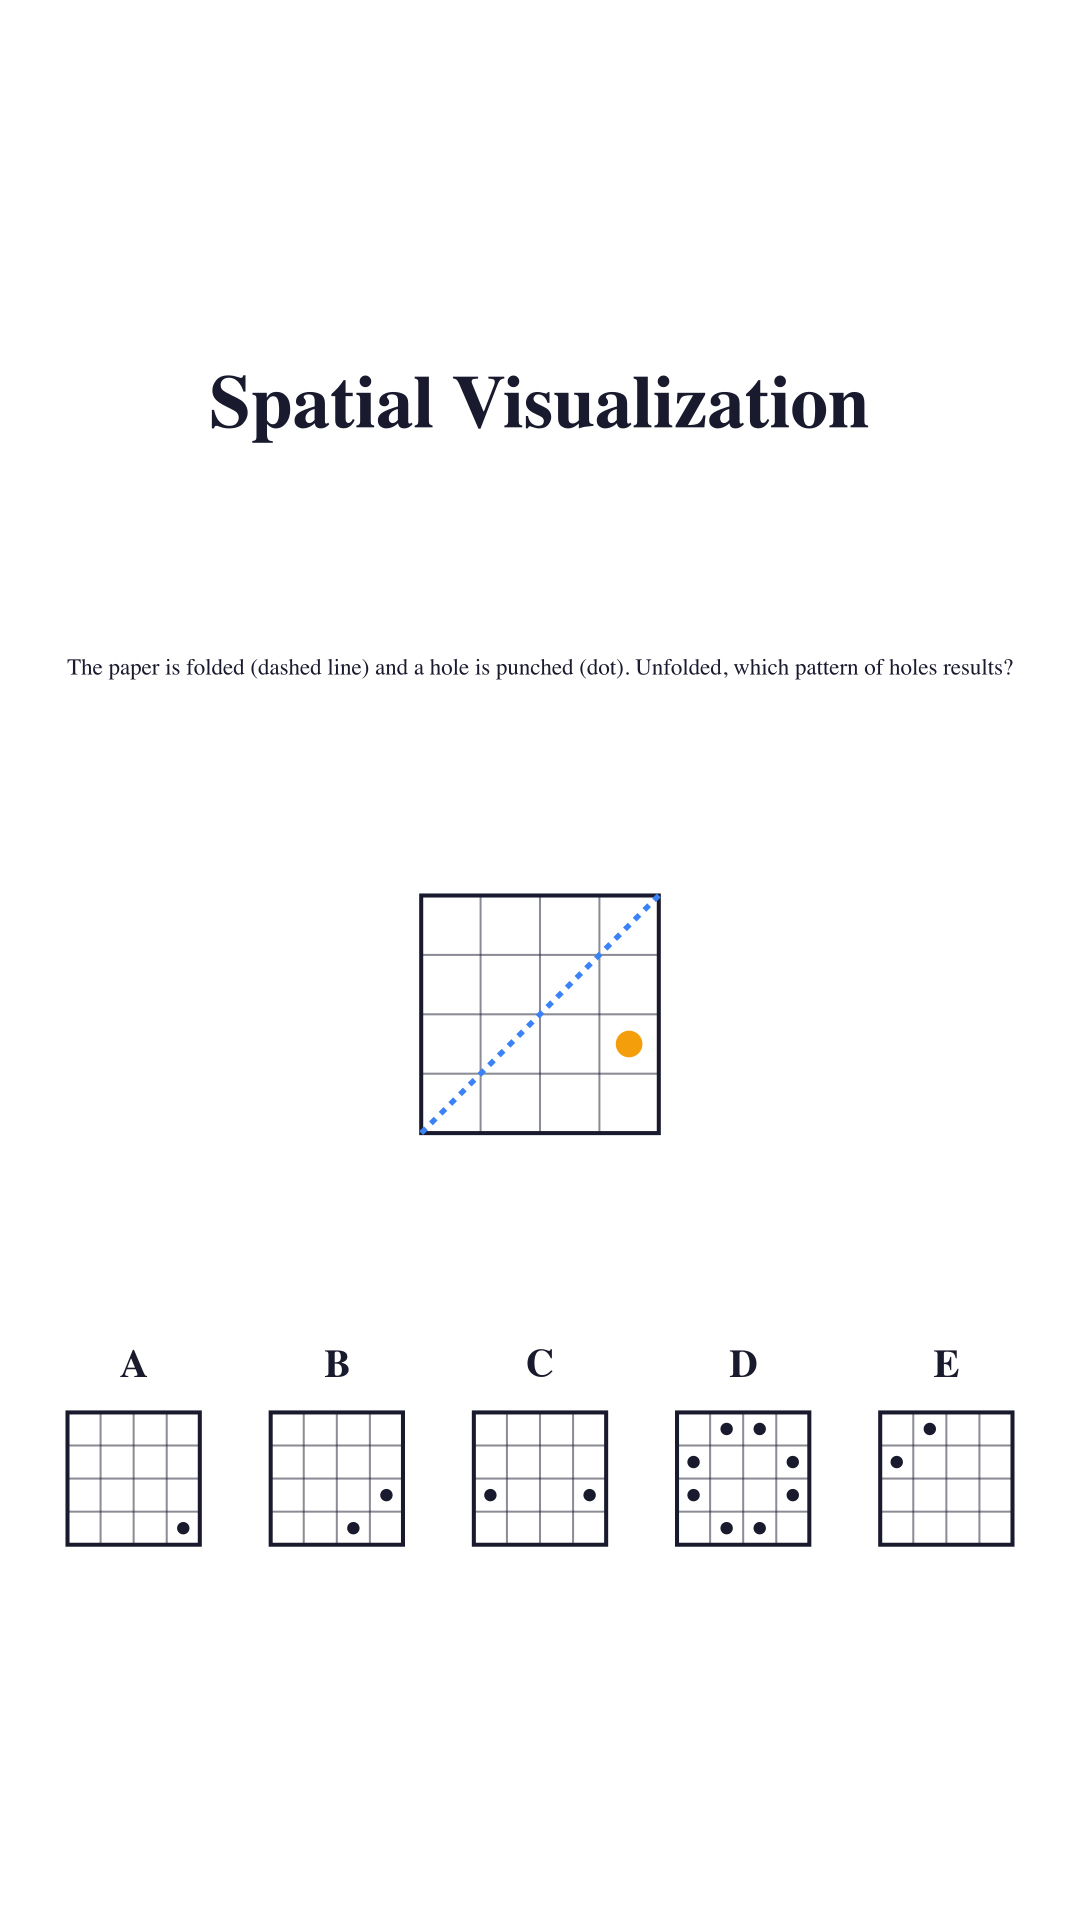 Spatial Visualization
The paper is folded (dashed line) and a hole is punched (dot). Unfolded, which pattern of holes results?
A B C D E